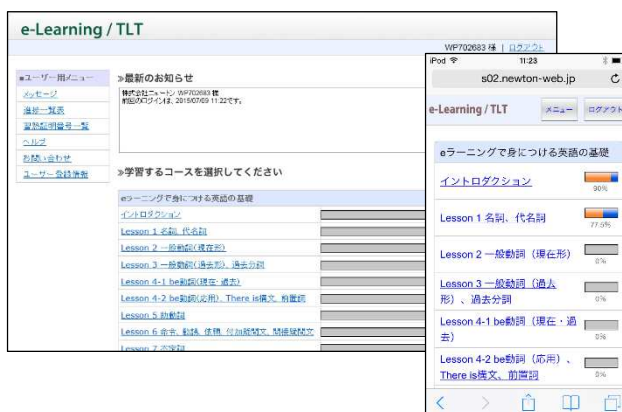 e-Learning / TLT
WP702683 様 | ログアウト
■ユーザー用メニュー
メッセージ
進捗一覧表
習熟証明番号一覧
ヘルプ
お問い合わせ
ユーザー登録情報
≫最新のお知らせ
株式会社ニュートン WP702683 様
前回のログインは、2015/07/09 11:22です。
≫学習するコースを選択してください
eラーニングで身につける英語の基礎
イントロダクション
Lesson 1 名詞、代名詞
Lesson 2 一般動詞(現在形)
Lesson 3 一般動詞(過去形)、過去分詞
Lesson 4-1 be動詞(現在・過去)
Lesson 4-2 be動詞(応用)、There is構文、前置詞
Lesson 5 助動詞
Lesson 6 命令、勧誘、依頼、付加疑問文、間接疑問文
Lesson 7 不定詞
iPod
11:23
s02.newton-web.jp
e-Learning / TLT
メニュー
ログアウト
eラーニングで身につける英語の基礎
イントロダクション
90%
Lesson 1 名詞、代名詞
77.5%
Lesson 2 一般動詞（現在形）
0%
Lesson 3 一般動詞（過去
形）、過去分詞
0%
Lesson 4-1 be動詞（現在・過
去）
0%
Lesson 4-2 be動詞（応用）、
There is構文、前置詞
0%